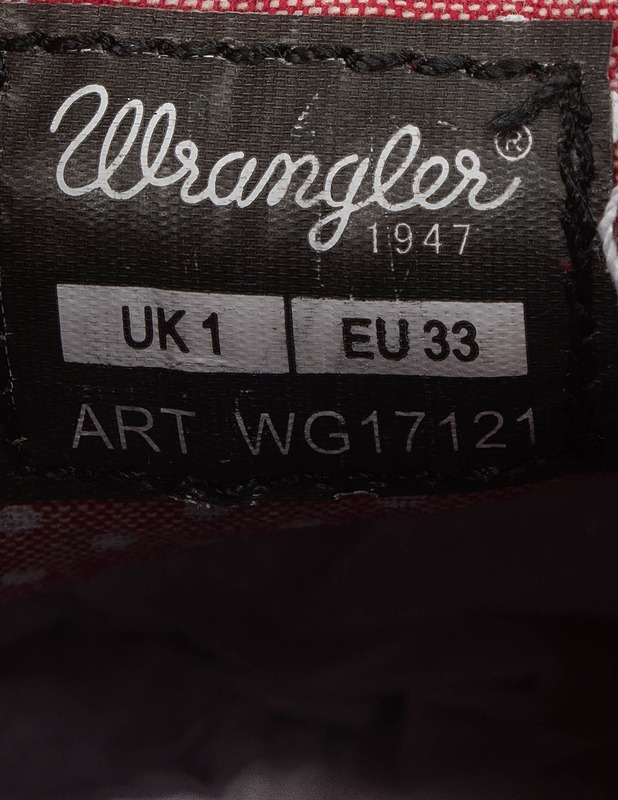 Wrangler®
1947
UK 1 EU 33
ART WG17121